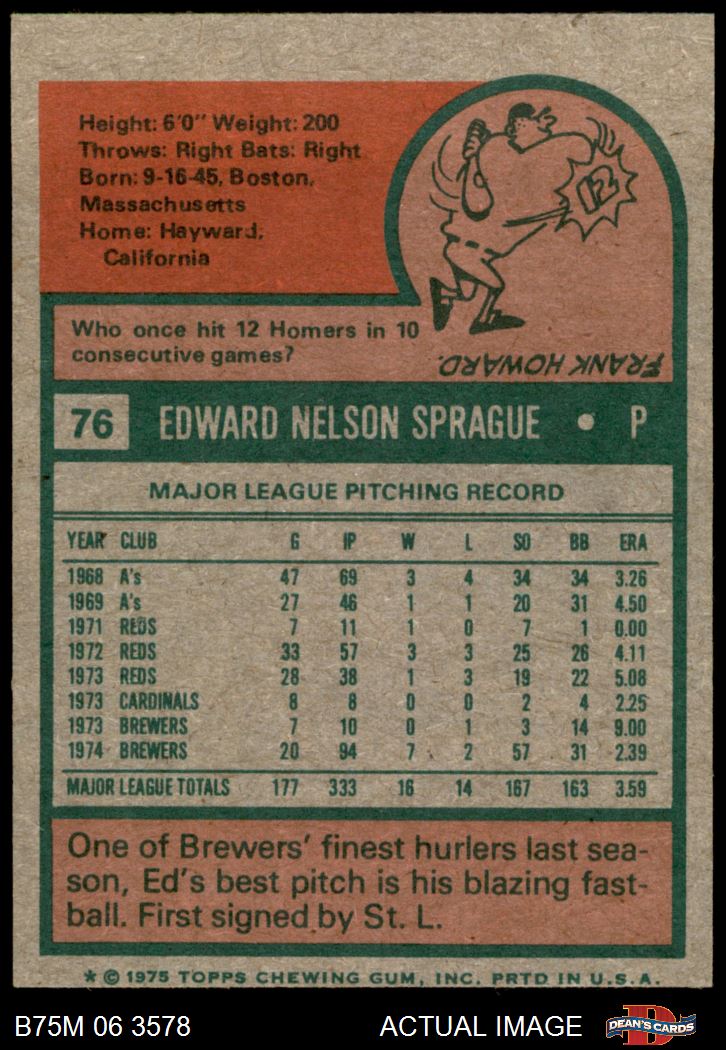 Height: 6'0" Weight: 200
Throws: Right Bats: Right
Born: 9-16-45, Boston,
Massachusetts
Home: Hayward,
California
12
Who once hit 12 Homers in 10
consecutive games?
FRANK HOWARD.
76 EDWARD NELSON SPRAGUE • P
MAJOR LEAGUE PITCHING RECORD
YEAR CLUB G IP W L SO BB ERA
1968 A's 47 69 3 4 34 34 3.26
1969 A's 27 46 1 1 20 31 4.50
1971 REDS 7 11 1 0 7 1 0.00
1972 REDS 33 57 3 3 25 26 4.11
1973 REDS 28 38 1 3 19 22 5.08
1973 CARDINALS 8 8 0 0 2 4 2.25
1973 BREWERS 7 10 0 1 3 14 9.00
1974 BREWERS 20 94 7 2 57 31 2.39
MAJOR LEAGUE TOTALS 177 333 16 14 167 163 3.59
One of Brewers' finest hurlers last sea-
son, Ed's best pitch is his blazing fast-
ball. First signed by St. L.
* © 1975 TOPPS CHEWING GUM, INC. PRTD IN U.S.A.
B75M 06 3578 ACTUAL IMAGE DEAN'S CARDS